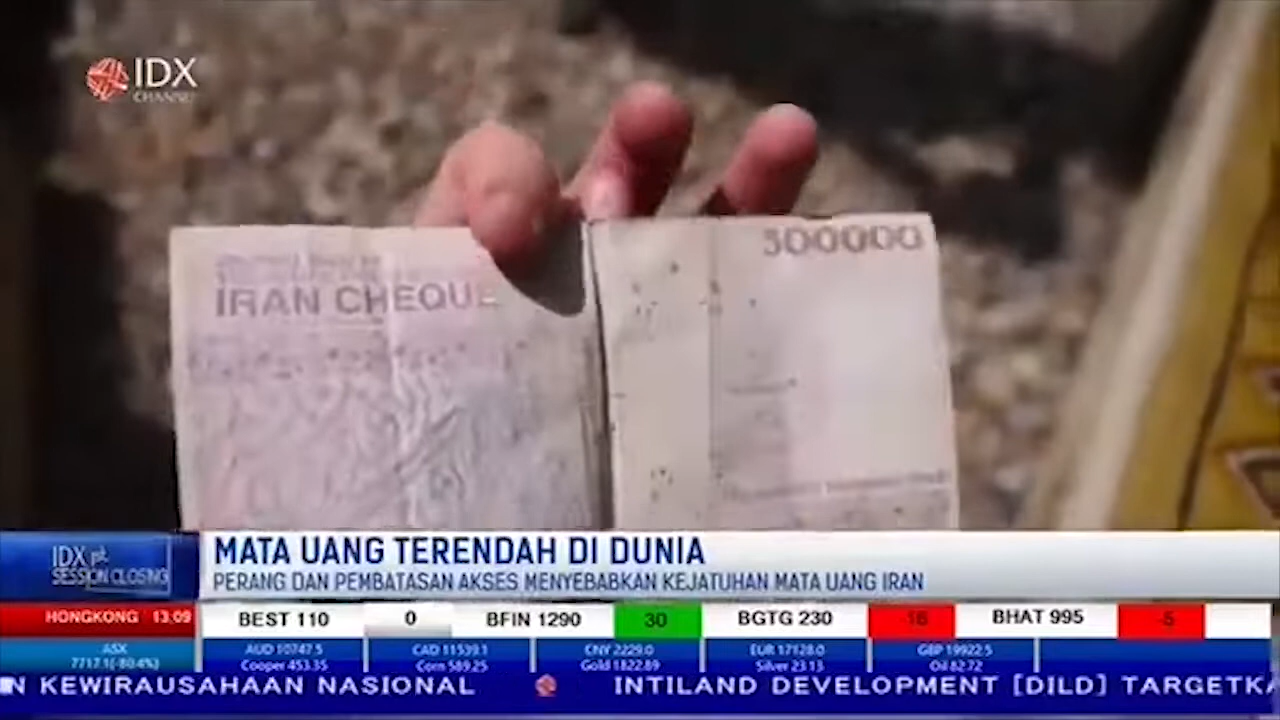 IDX
CHANNEL
IRAN CHEQUE
500000
IDX
SESSION CLOSING
MATA UANG TERENDAH DI DUNIA
PERANG DAN PEMBATASAN AKSES MENYEBABKAN KEJATUHAN MATA UANG IRAN
HONGKONG 13,09 BEST 110 0 BFIN 1290 30 BGTG 230 BHAT 995 -5
ASX AUD 10747.5 CAD 11539.1 CNY 2229.0 EUR 17128.0 GBP 19922.5
7717.1(-80.4%) Cooper 453.35 Corn 589.25 Gold 1822.89 Silver 23.13 Oil 82.72
N KEWIRAUSAHAAN NASIONAL INTILAND DEVELOPMENT [DILD] TARGETKA